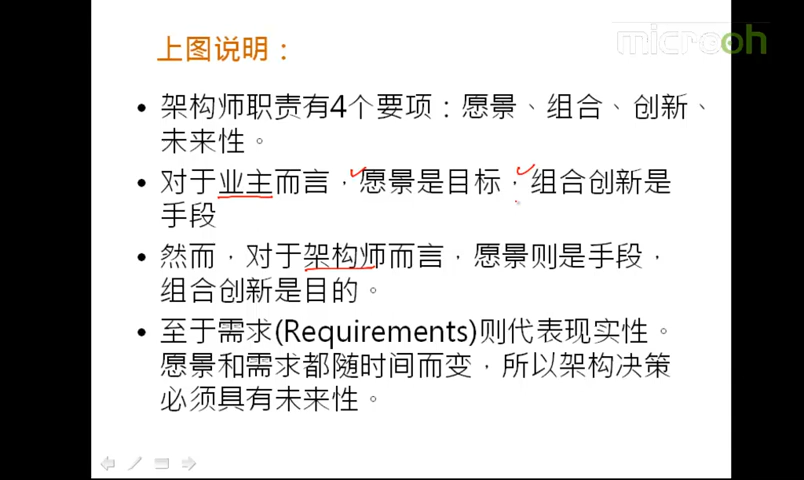 microoh
上图说明：
• 架构师职责有4个要项：愿景、组合、创新、
未来性。
• 对于业主而言，愿景是目标，组合创新是
手段
• 然而，对于架构师而言，愿景则是手段，
组合创新是目的。
• 至于需求(Requirements)则代表现实性。
愿景和需求都随时间而变，所以架构决策
必须具有未来性。